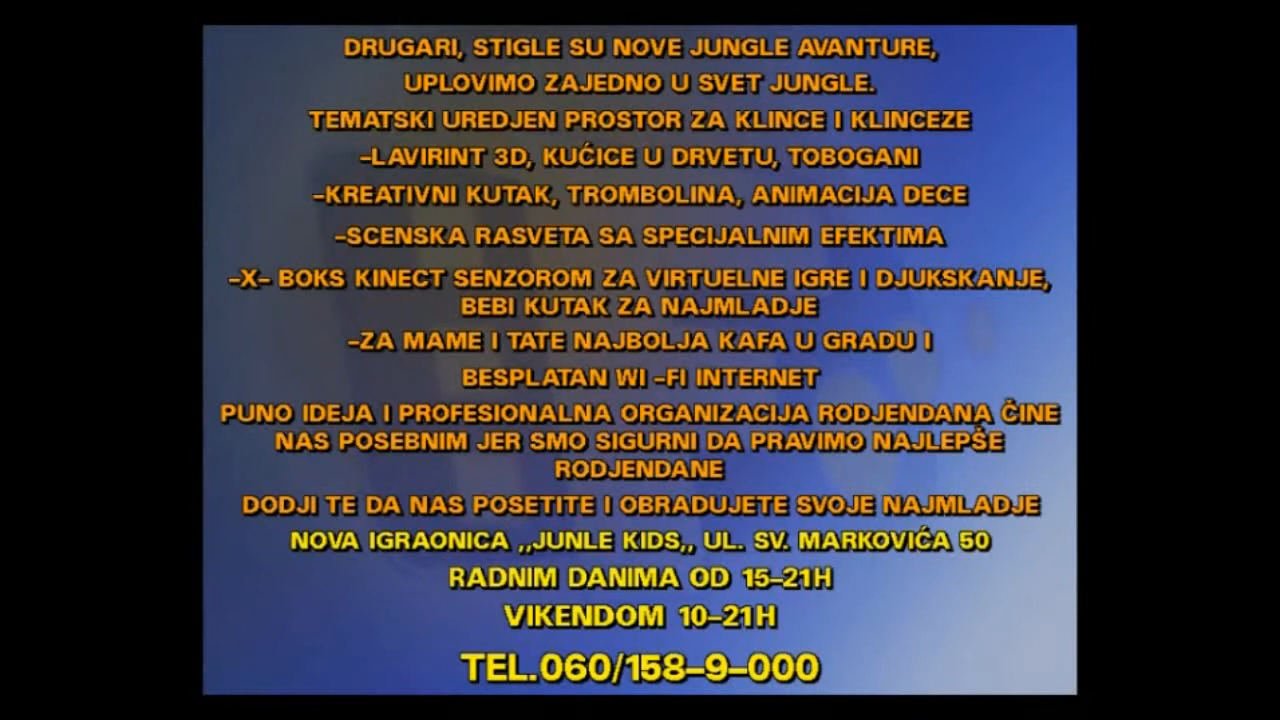 DRUGARI, STIGLE SU NOVE JUNGLE AVANTURE,
UPLOVIMO ZAJEDNO U SVET JUNGLE.
TEMATSKI UREDJEN PROSTOR ZA KLINCE I KLINCEZE
-LAVIRINT 3D, KUĆICE U DRVETU, TOBOGANI
-KREATIVNI KUTAK, TROMBOLINA, ANIMACIJA DECE
-SCENSKA RASVETA SA SPECIJALNIM EFEKTIMA
-X- BOKS KINECT SENZOROM ZA VIRTUELNE IGRE I DJUKSKANJE,
BEBI KUTAK ZA NAJMLADJE
-ZA MAME I TATE NAJBOLJA KAFA U GRADU I
BESPLATAN WI -FI INTERNET
PUNO IDEJA I PROFESIONALNA ORGANIZACIJA RODJENDANA ČINE
NAS POSEBNIM JER SMO SIGURNI DA PRAVIMO NAJLEPŠE
RODJENDANE
DODJI TE DA NAS POSETITE I OBRADUJETE SVOJE NAJMLADJE
NOVA IGRAONICA ,,JUNLE KIDS,, UL. SV. MARKOVIĆA 50
RADNIM DANIMA OD 15-21H
VIKENDOM 10-21H
TEL.060/158-9-000